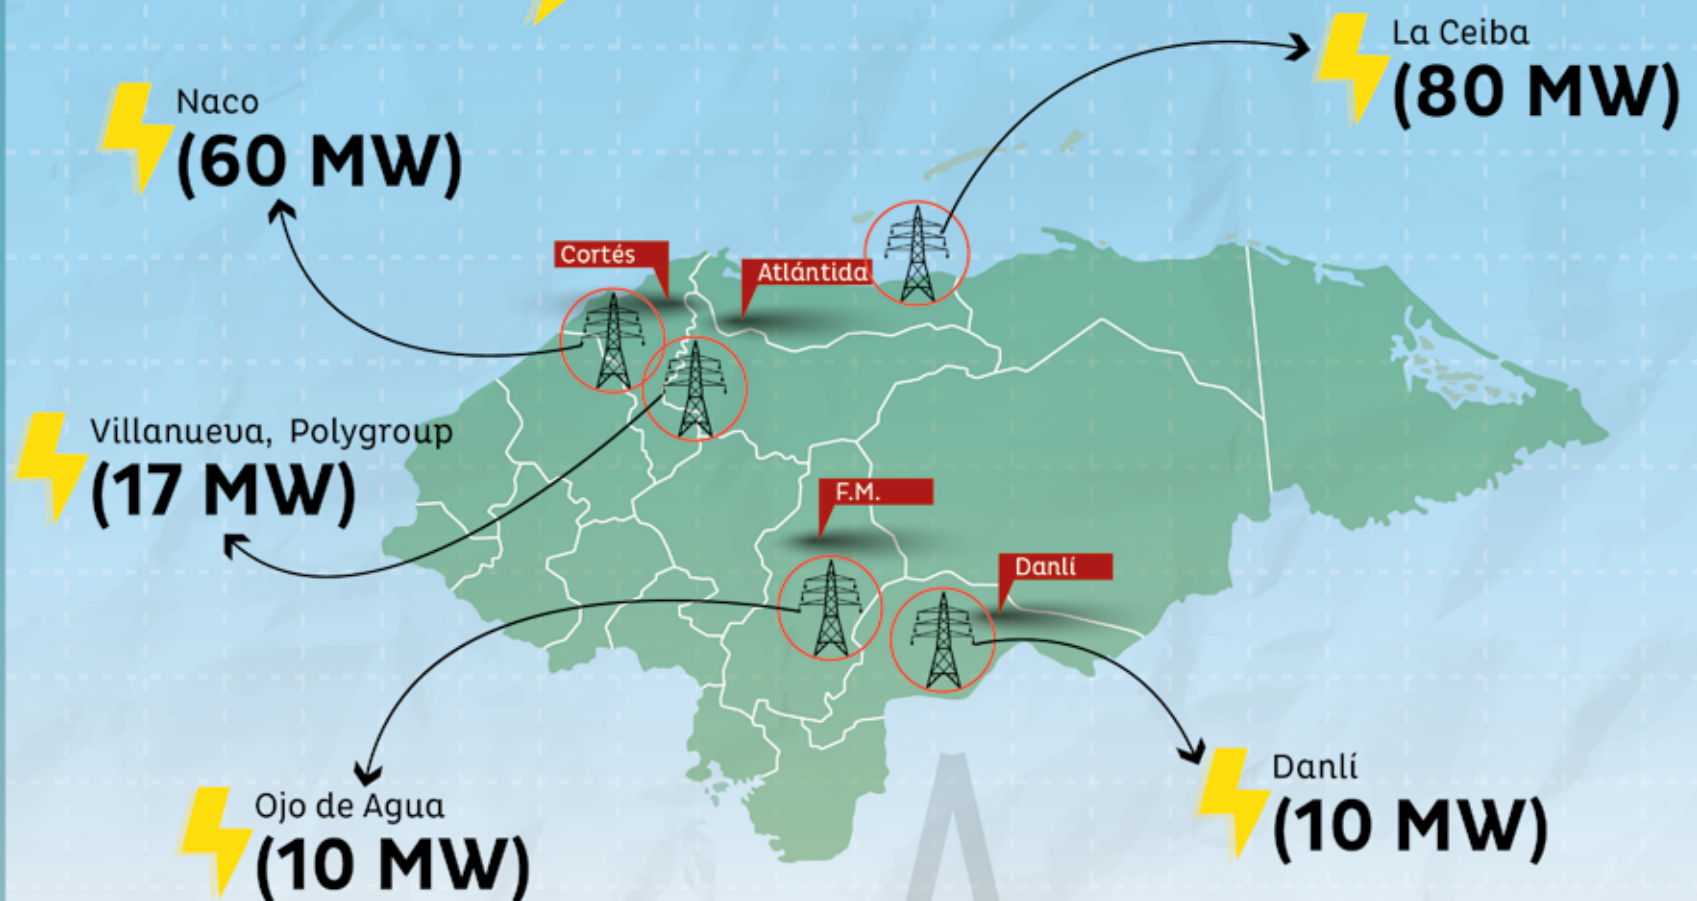 La Ceiba
(80 MW)
Naco
(60 MW)
Cortés
Atlántida
Villanueva, Polygroup
(17 MW)
F.M.
Danlí
Ojo de Agua
(10 MW)
Danlí
(10 MW)